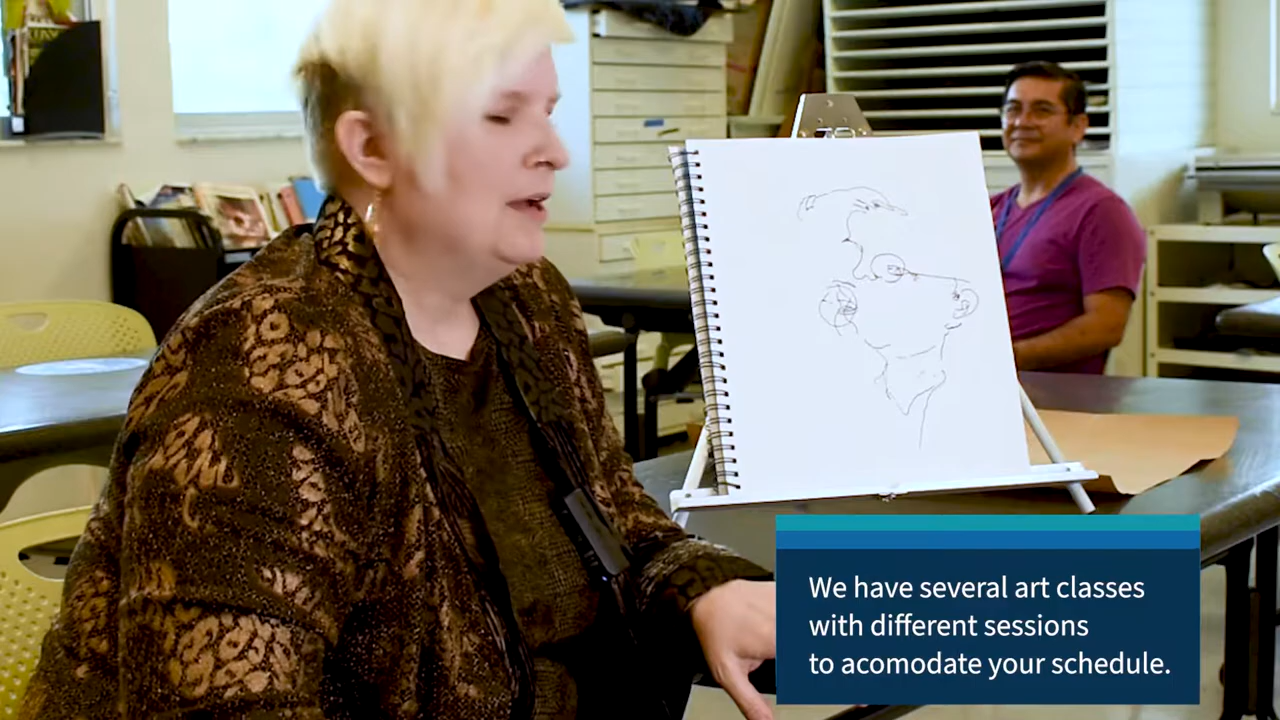 We have several art classes
with different sessions
to acomodate your schedule.